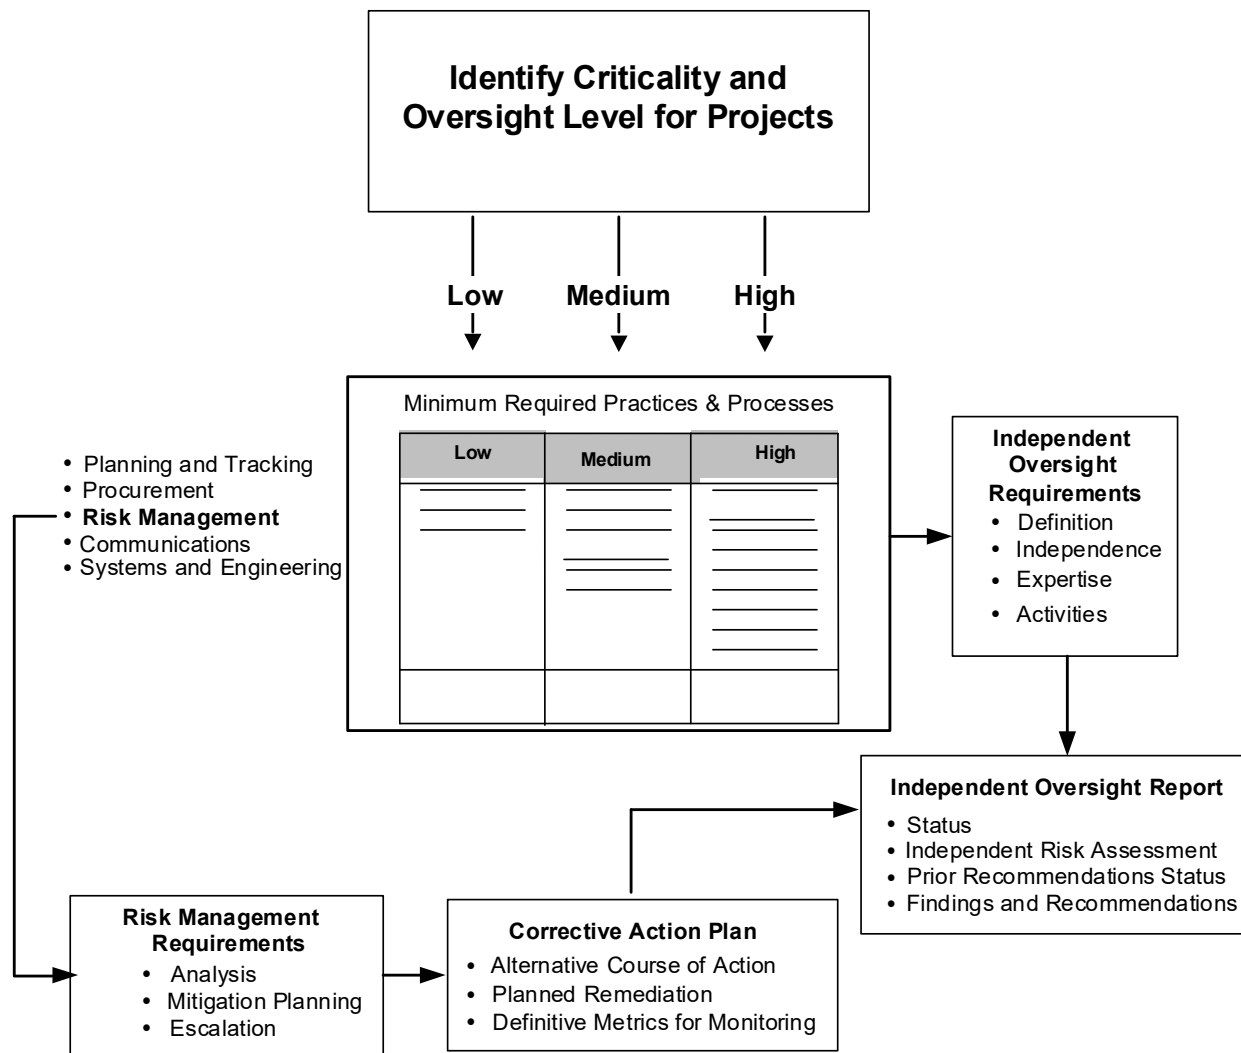 Identify Criticality and
Oversight Level for Projects
Low Medium High
Minimum Required Practices & Processes
Low Medium High
• Planning and Tracking
• Procurement
• Risk Management
• Communications
• Systems and Engineering
Independent
Oversight
Requirements
• Definition
• Independence
• Expertise
• Activities
Independent Oversight Report
• Status
• Independent Risk Assessment
• Prior Recommendations Status
• Findings and Recommendations
Risk Management
Requirements
• Analysis
• Mitigation Planning
• Escalation
Corrective Action Plan
• Alternative Course of Action
• Planned Remediation
• Definitive Metrics for Monitoring